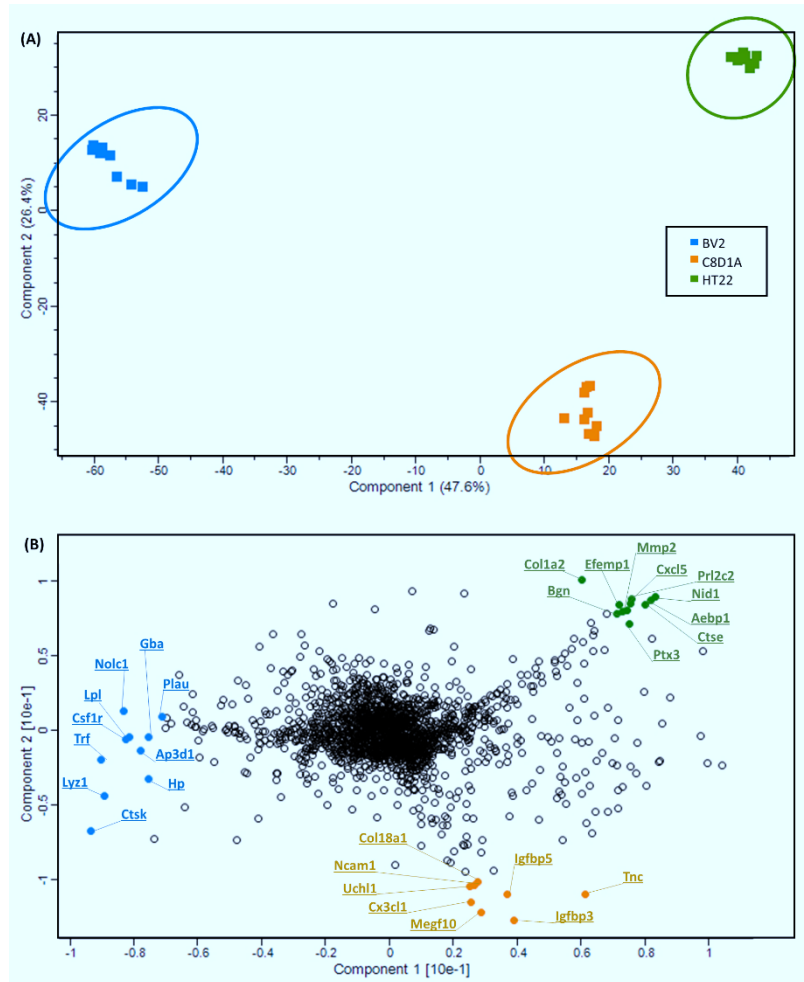 (A)
20
0
-20
-40
Component 2 (26.4%)
BV2
C8D1A
HT22
-60 -50 -40 -30 -20 -10 0 10 20 30 40
Component 1 (47.6%)
(B)
Mmp2
Col1a2 Efemp1 Cxcl5 Prl2c2
Bgn Nid1
Aebp1
Ctse
Ptx3
Gba
Nolc1
Plau
Lpl
Csf1r
Trf Ap3d1
Lyz1 Hp
Ctsk
Col18a1
Ncam1 Igfbp5
Uchl1 Tnc
Cx3cl1
Megf10 Igfbp3
1
0.5
0
-0.5
-1
Component 2 [10e-1]
-1 -0.8 -0.6 -0.4 -0.2 0 0.2 0.4 0.6 0.8 1
Component 1 [10e-1]